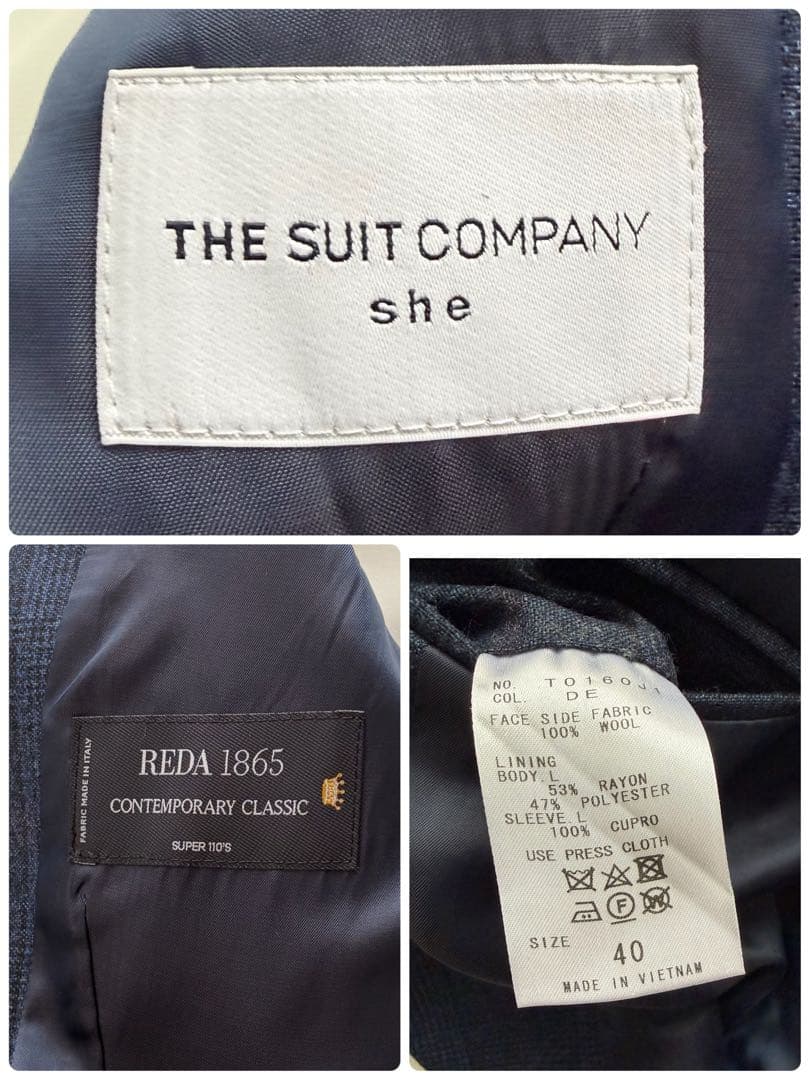 THE SUIT COMPANY
she
FABRIC MADE IN ITALY
REDA 1865
CONTEMPORARY CLASSIC
SUPER 110'S
NO. T0160J1
COL. DE
FACE SIDE FABRIC
100% WOOL
LINING
BODY.L
53% RAYON
47% POLYESTER
SLEEVE.L
100% CUPRO
USE PRESS CLOTH
F W
SIZE 40
MADE IN VIETNAM